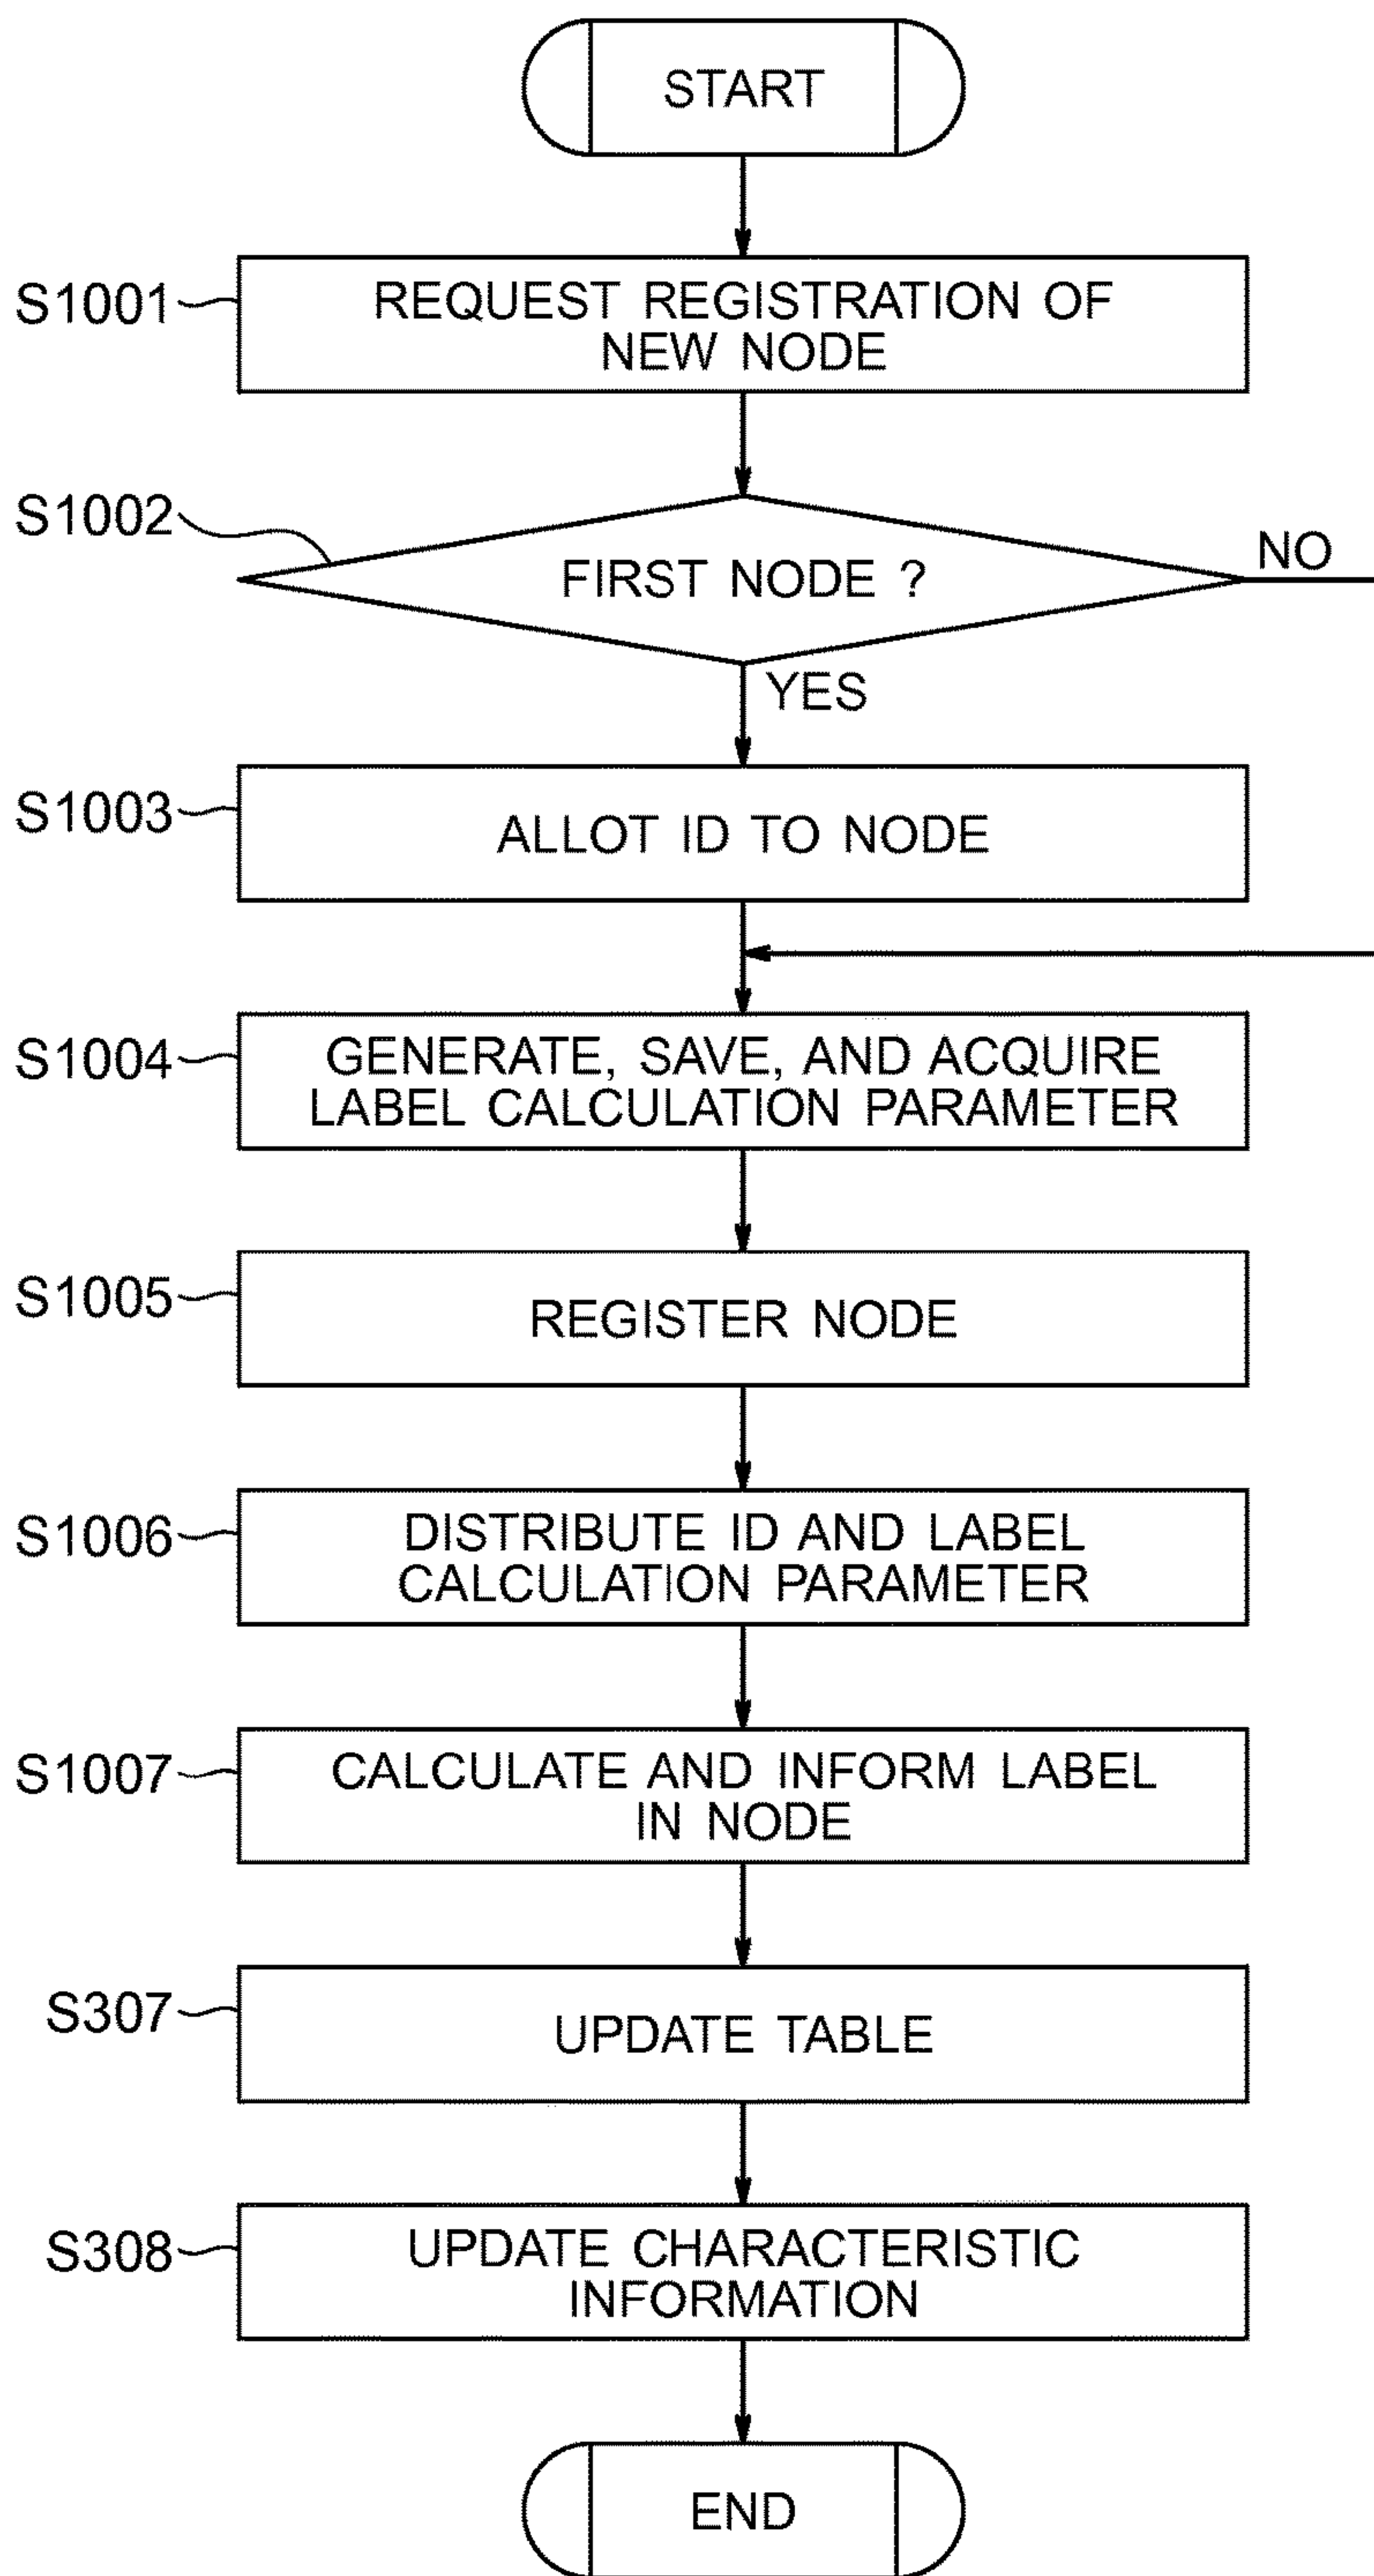 START
S1001
REQUEST REGISTRATION OF
NEW NODE
S1002
FIRST NODE ?
NO
YES
S1003
ALLOT ID TO NODE
S1004
GENERATE, SAVE, AND ACQUIRE
LABEL CALCULATION PARAMETER
S1005
REGISTER NODE
S1006
DISTRIBUTE ID AND LABEL
CALCULATION PARAMETER
S1007
CALCULATE AND INFORM LABEL
IN NODE
S307
UPDATE TABLE
S308
UPDATE CHARACTERISTIC
INFORMATION
END